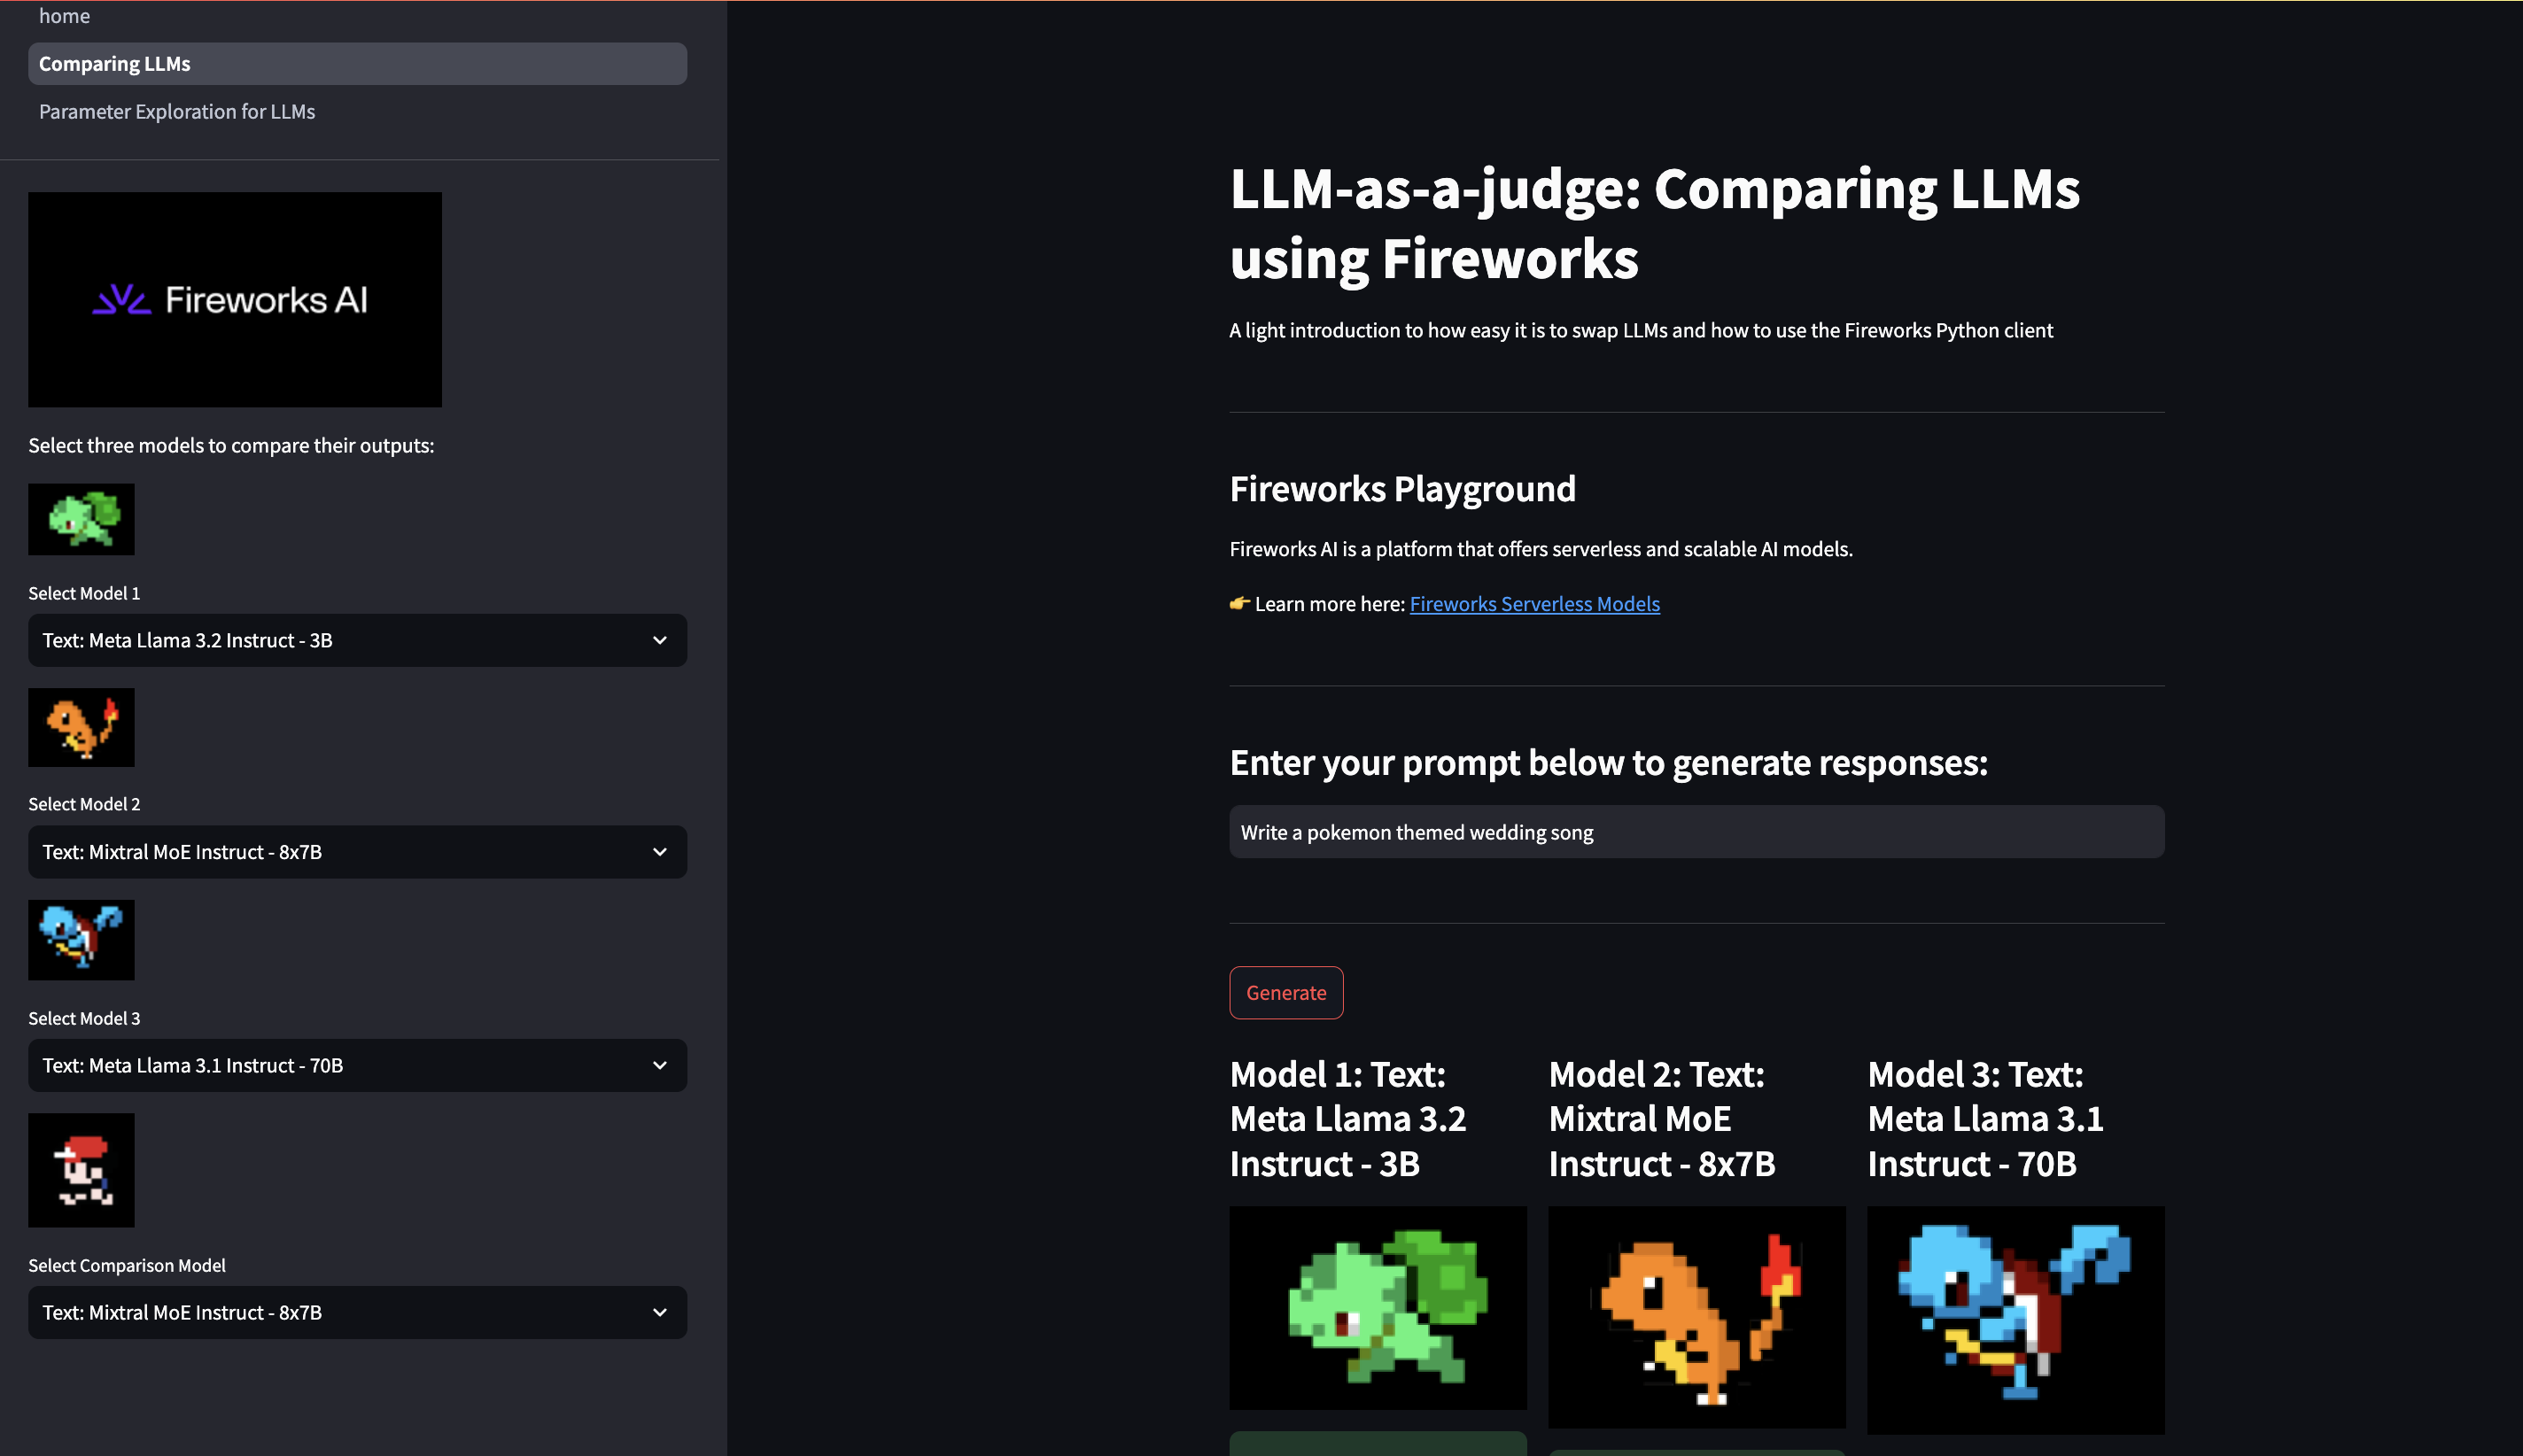 home
Comparing LLMs
Parameter Exploration for LLMs
Fireworks AI
Select three models to compare their outputs:
Select Model 1
Text: Meta Llama 3.2 Instruct - 3B
Select Model 2
Text: Mixtral MoE Instruct - 8x7B
Select Model 3
Text: Meta Llama 3.1 Instruct - 70B
Select Comparison Model
Text: Mixtral MoE Instruct - 8x7B
LLM-as-a-judge: Comparing LLMs
using Fireworks
A light introduction to how easy it is to swap LLMs and how to use the Fireworks Python client
Fireworks Playground
Fireworks AI is a platform that offers serverless and scalable AI models.
👉 Learn more here: Fireworks Serverless Models
Enter your prompt below to generate responses:
Write a pokemon themed wedding song
Generate
Model 1: Text:
Meta Llama 3.2
Instruct - 3B
Model 2: Text:
Mixtral MoE
Instruct - 8x7B
Model 3: Text:
Meta Llama 3.1
Instruct - 70B